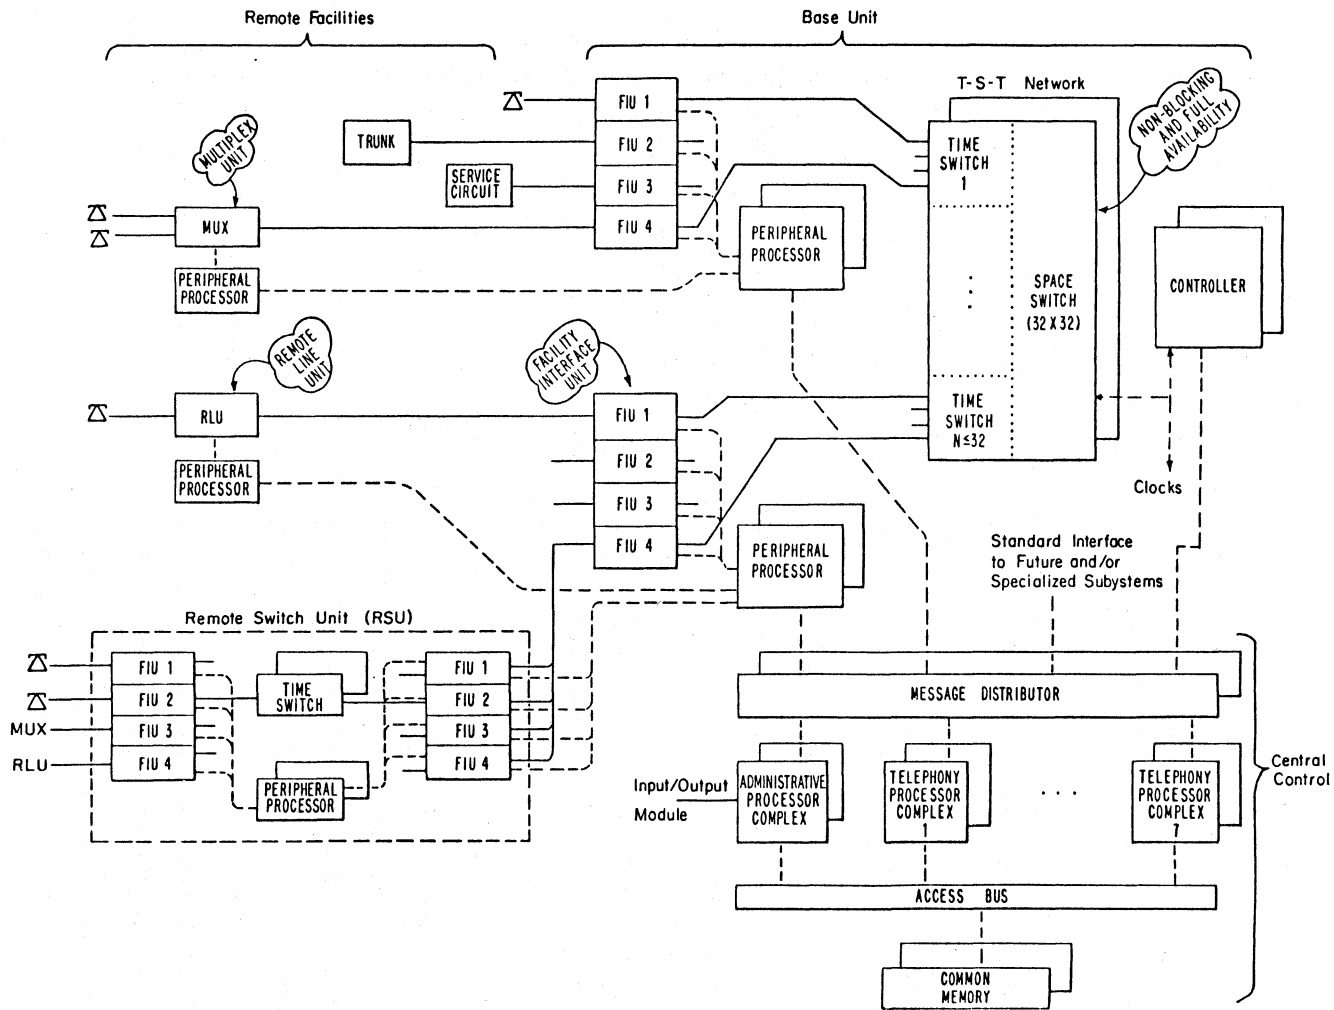 Remote Facilities
Base Unit
T-S-T Network
NON-BLOCKING
AND FULL
AVAILABILITY
MULTIPLEX
UNIT
TRUNK
SERVICE
CIRCUIT
FIU 1
FIU 2
FIU 3
FIU 4
TIME
SWITCH
1
MUX
PERIPHERAL
PROCESSOR
PERIPHERAL
PROCESSOR
SPACE
SWITCH
(32X32)
CONTROLLER
REMOTE
LINE
UNIT
FACILITY
INTERFACE
UNIT
RLU
PERIPHERAL
PROCESSOR
FIU 1
FIU 2
FIU 3
FIU 4
TIME
SWITCH
N≤32
Clocks
PERIPHERAL
PROCESSOR
Standard Interface
to Future and/or
Specialized Subystems
Remote Switch Unit (RSU)
MUX
RLU
FIU 1
FIU 2
FIU 3
FIU 4
TIME
SWITCH
PERIPHERAL
PROCESSOR
FIU 1
FIU 2
FIU 3
FIU 4
MESSAGE DISTRIBUTOR
Input/Output
Module
ADMINISTRATIVE
PROCESSOR
COMPLEX
TELEPHONY
PROCESSOR
COMPLEX
1
. . .
TELEPHONY
PROCESSOR
COMPLEX
7
Central
Control
ACCESS BUS
COMMON
MEMORY